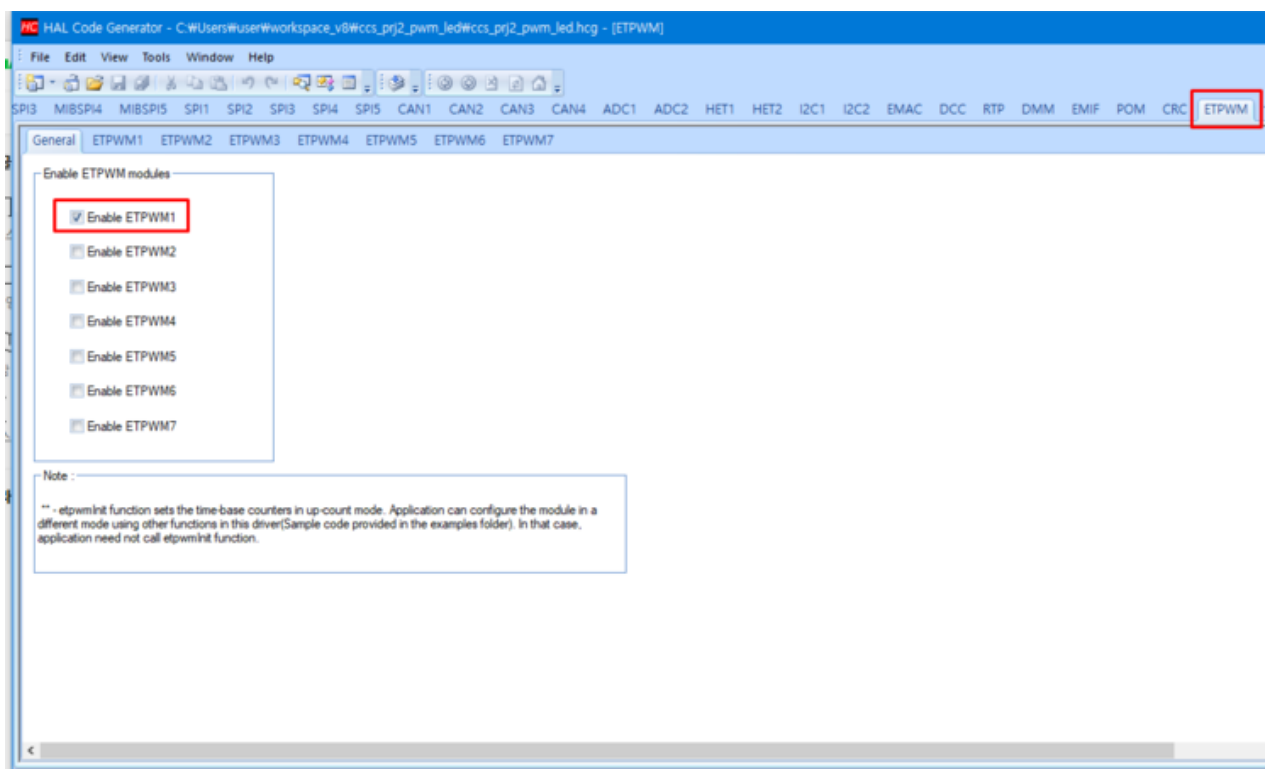 HC HAL Code Generator - C:₩Users₩user₩workspace_v8₩ccs_prj2_pwm_led₩ccs_prj2_pwm_led.hcg - [ETPWM]
File Edit View Tools Window Help
SPI3 MIBSPI4 MIBSPI5 SPI1 SPI2 SPI3 SPI4 SPI5 CAN1 CAN2 CAN3 CAN4 ADC1 ADC2 HET1 HET2 I2C1 I2C2 EMAC DCC RTP DMM EMIF POM CRC ETPWM
General ETPWM1 ETPWM2 ETPWM3 ETPWM4 ETPWM5 ETPWM6 ETPWM7
Enable ETPWM modules
Enable ETPWM1
Enable ETPWM2
Enable ETPWM3
Enable ETPWM4
Enable ETPWM5
Enable ETPWM6
Enable ETPWM7
Note :
** - etpwmInit function sets the time-base counters in up-count mode. Application can configure the module in a
different mode using other functions in this driver(Sample code provided in the examples folder). In that case,
application need not call etpwmInit function.